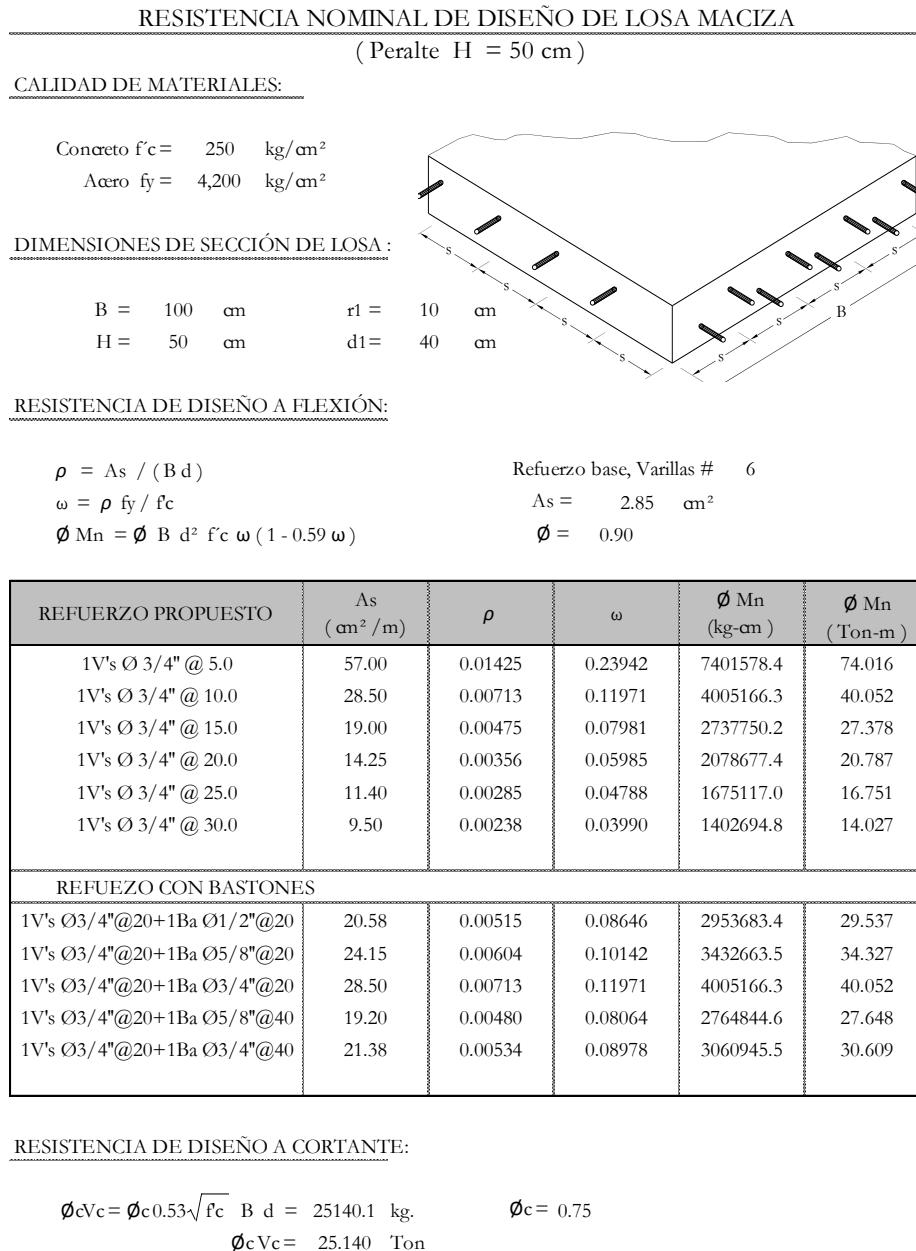 RESISTENCIA NOMINAL DE DISEÑO DE LOSA MACIZA
( Peralte H = 50 cm )
CALIDAD DE MATERIALES:
Concreto f´c = 250 kg/cm²
Acero fy = 4,200 kg/cm²
DIMENSIONES DE SECCIÓN DE LOSA :
B = 100 cm r1 = 10 cm
H = 50 cm d1= 40 cm
s s s s s s s s B
RESISTENCIA DE DISEÑO A FLEXIÓN:
ρ = As / ( B d ) Refuerzo base, Varillas # 6
ω = ρ fy / f'c As = 2.85 cm²
Ø Mn = Ø B d² f´c ω ( 1 - 0.59 ω ) Ø = 0.90
REFUERZO PROPUESTO As ( cm² /m) ρ ω Ø Mn (kg-cm ) Ø Mn ( Ton-m )
1V's Ø 3/4" @ 5.0 57.00 0.01425 0.23942 7401578.4 74.016
1V's Ø 3/4" @ 10.0 28.50 0.00713 0.11971 4005166.3 40.052
1V's Ø 3/4" @ 15.0 19.00 0.00475 0.07981 2737750.2 27.378
1V's Ø 3/4" @ 20.0 14.25 0.00356 0.05985 2078677.4 20.787
1V's Ø 3/4" @ 25.0 11.40 0.00285 0.04788 1675117.0 16.751
1V's Ø 3/4" @ 30.0 9.50 0.00238 0.03990 1402694.8 14.027
REFUEZO CON BASTONES
1V's Ø3/4"@20+1Ba Ø1/2"@20 20.58 0.00515 0.08646 2953683.4 29.537
1V's Ø3/4"@20+1Ba Ø5/8"@20 24.15 0.00604 0.10142 3432663.5 34.327
1V's Ø3/4"@20+1Ba Ø3/4"@20 28.50 0.00713 0.11971 4005166.3 40.052
1V's Ø3/4"@20+1Ba Ø5/8"@40 19.20 0.00480 0.08064 2764844.6 27.648
1V's Ø3/4"@20+1Ba Ø3/4"@40 21.38 0.00534 0.08978 3060945.5 30.609
RESISTENCIA DE DISEÑO A CORTANTE:
ØcVc = Øc 0.53√f'c B d = 25140.1 kg. Øc = 0.75
ØcVc = 25.140 Ton